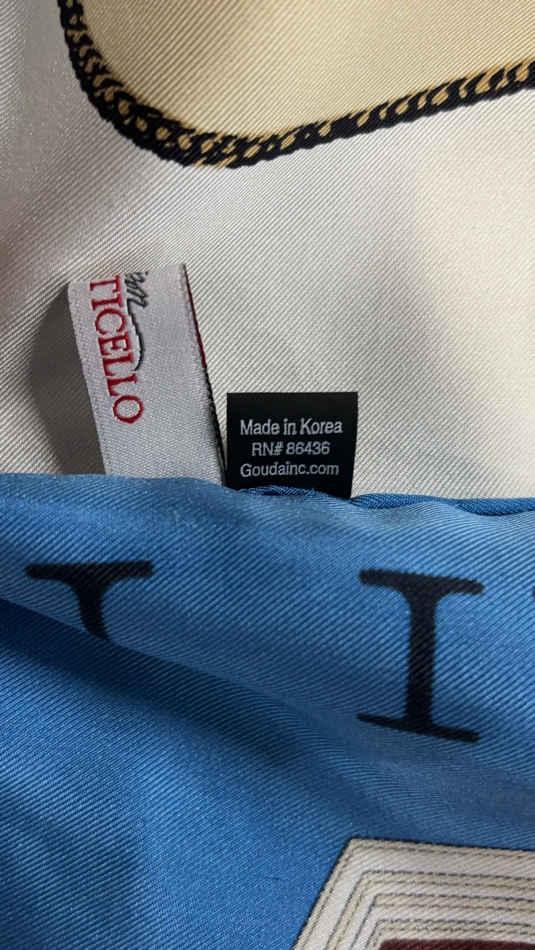 TICELLO
Made in Korea
RN# 86436
Goudainc.com
I